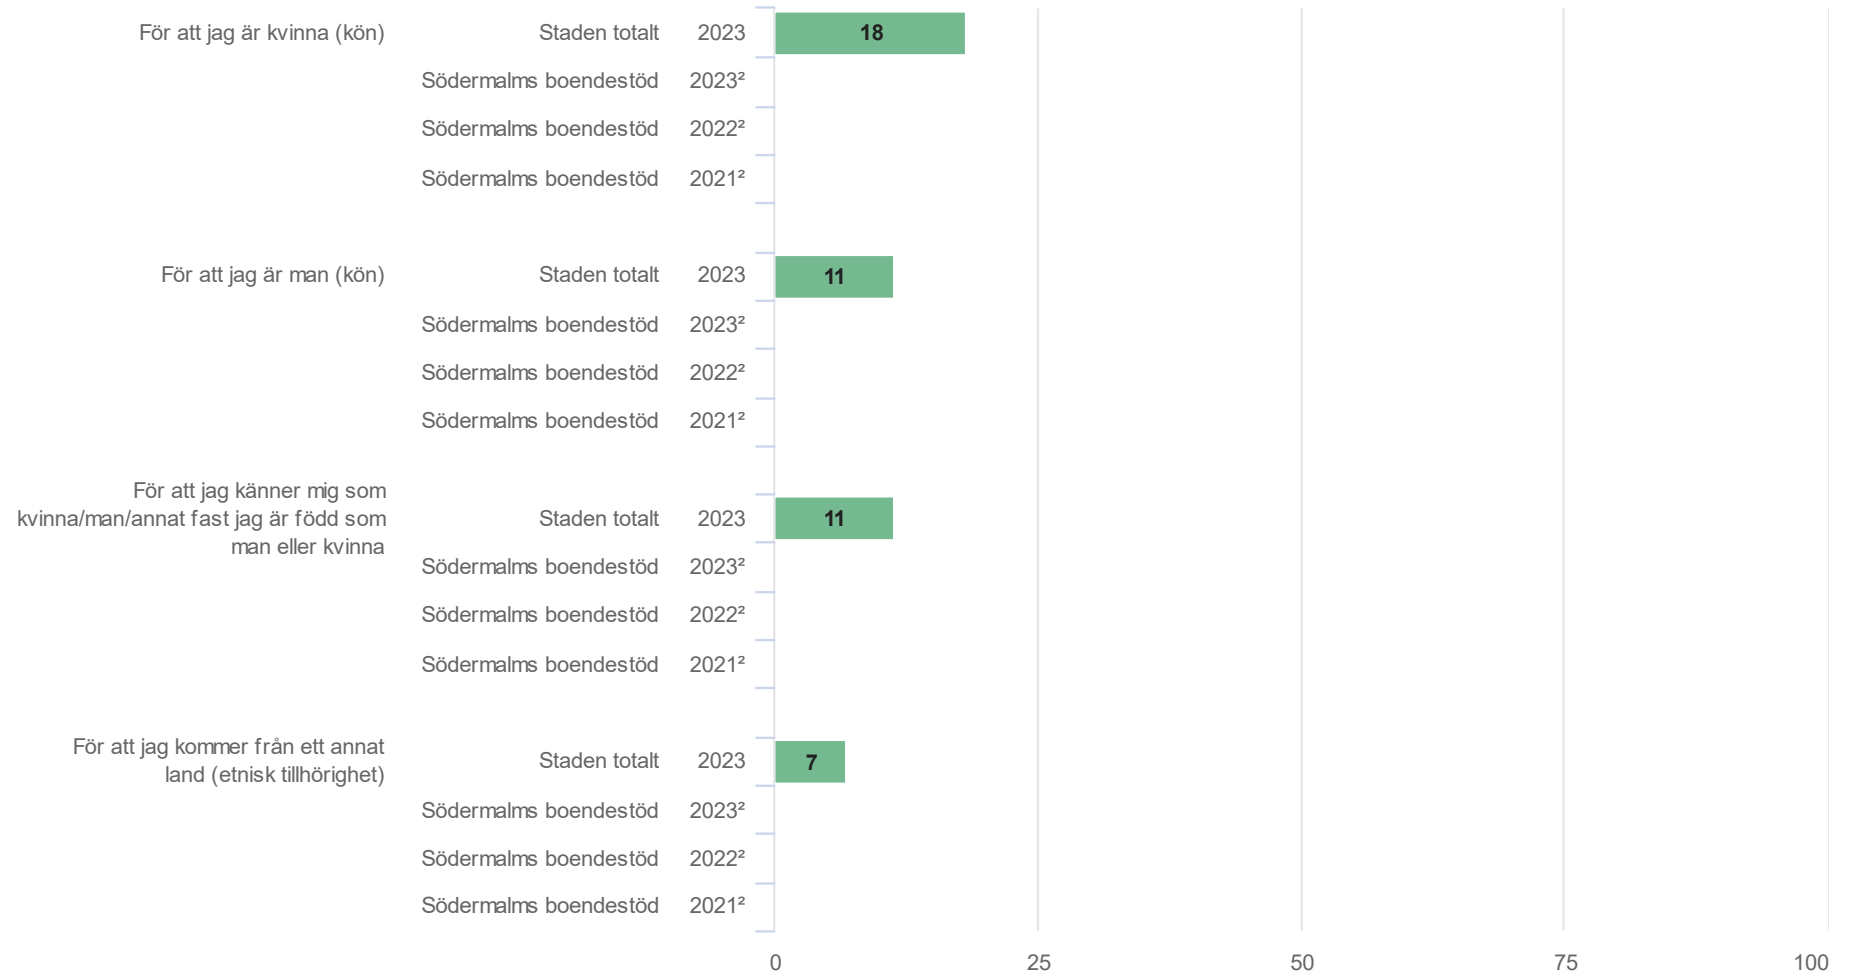 För att jag är kvinna (kön) Staden totalt 2023 18
Södermalms boendestöd 2023²
Södermalms boendestöd 2022²
Södermalms boendestöd 2021²
För att jag är man (kön) Staden totalt 2023 11
Södermalms boendestöd 2023²
Södermalms boendestöd 2022²
Södermalms boendestöd 2021²
För att jag känner mig som
kvinna/man/annat fast jag är född som Staden totalt 2023 11
man eller kvinna
Södermalms boendestöd 2023²
Södermalms boendestöd 2022²
Södermalms boendestöd 2021²
För att jag kommer från ett annat
land (etnisk tillhörighet) Staden totalt 2023 7
Södermalms boendestöd 2023²
Södermalms boendestöd 2022²
Södermalms boendestöd 2021²
0 25 50 75 100